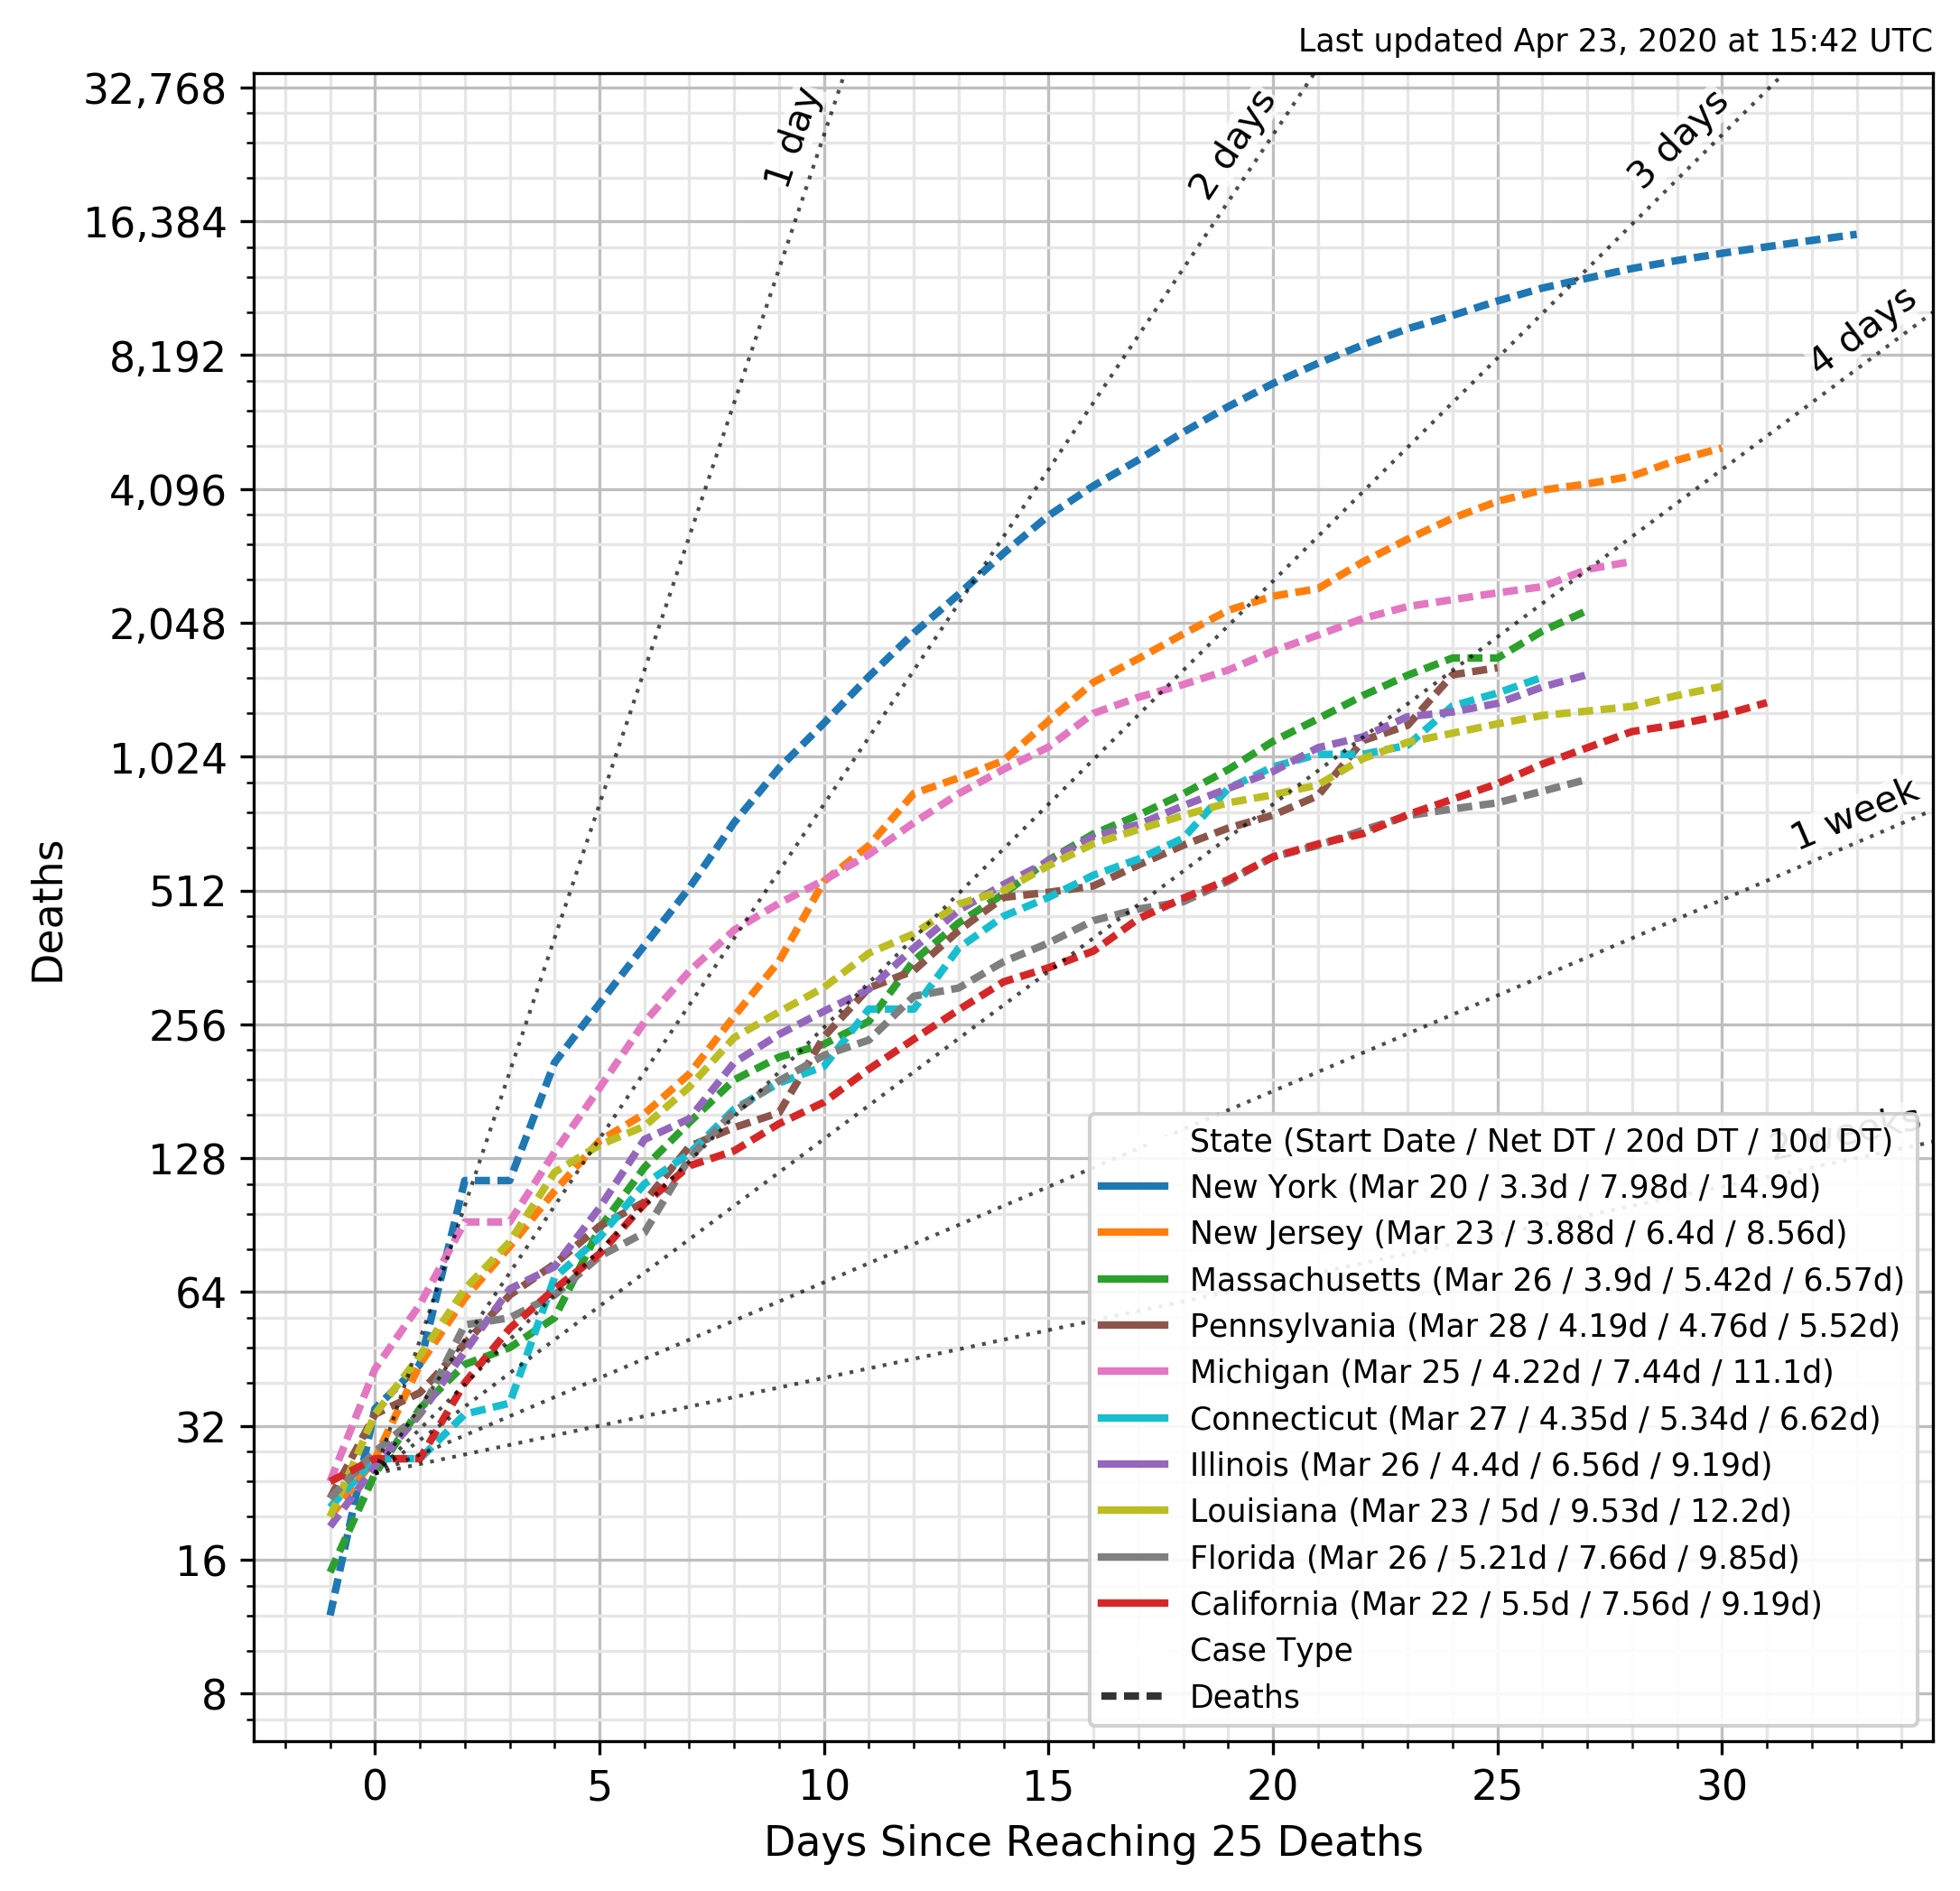 Last updated Apr 23, 2020 at 15:42 UTC
32,768
16,384
8,192
4,096
2,048
1,024
512
256
128
64
32
16
8
Deaths
1 day
2 days
3 days
4 days
1 week
2 weeks
State (Start Date / Net DT / 20d DT / 10d DT)
New York (Mar 20 / 3.3d / 7.98d / 14.9d)
New Jersey (Mar 23 / 3.88d / 6.4d / 8.56d)
Massachusetts (Mar 26 / 3.9d / 5.42d / 6.57d)
Pennsylvania (Mar 28 / 4.19d / 4.76d / 5.52d)
Michigan (Mar 25 / 4.22d / 7.44d / 11.1d)
Connecticut (Mar 27 / 4.35d / 5.34d / 6.62d)
Illinois (Mar 26 / 4.4d / 6.56d / 9.19d)
Louisiana (Mar 23 / 5d / 9.53d / 12.2d)
Florida (Mar 26 / 5.21d / 7.66d / 9.85d)
California (Mar 22 / 5.5d / 7.56d / 9.19d)
Case Type
Deaths
0 5 10 15 20 25 30
Days Since Reaching 25 Deaths